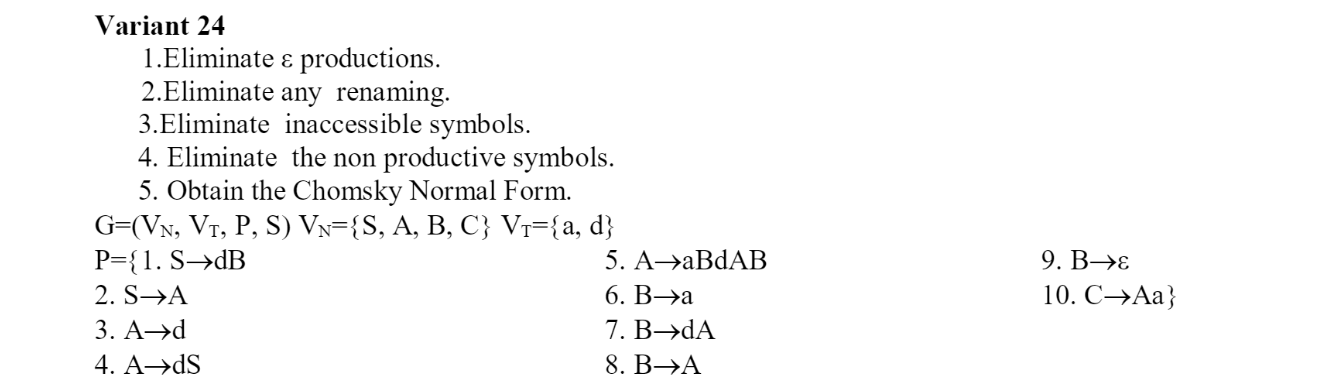 Variant 24
1.Eliminate ε productions.
2.Eliminate any renaming.
3.Eliminate inaccessible symbols.
4. Eliminate the non productive symbols.
5. Obtain the Chomsky Normal Form.
G=(VN, VT, P, S) VN={S, A, B, C} VT={a, d}
P={1. S→dB 5. A→aBdAB 9. B→ε
2. S→A 6. B→a 10. C→Aa}
3. A→d 7. B→dA
4. A→dS 8. B→A